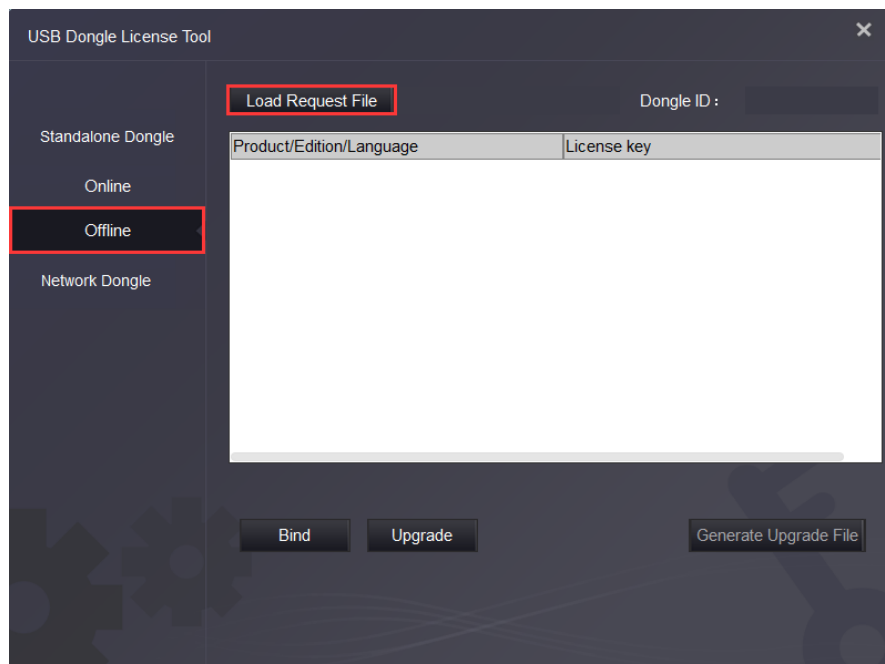 USB Dongle License Tool
Load Request File
Dongle ID :
Standalone Dongle
Product/Edition/Language
License key
Online
Offline
Network Dongle
Bind
Upgrade
Generate Upgrade File